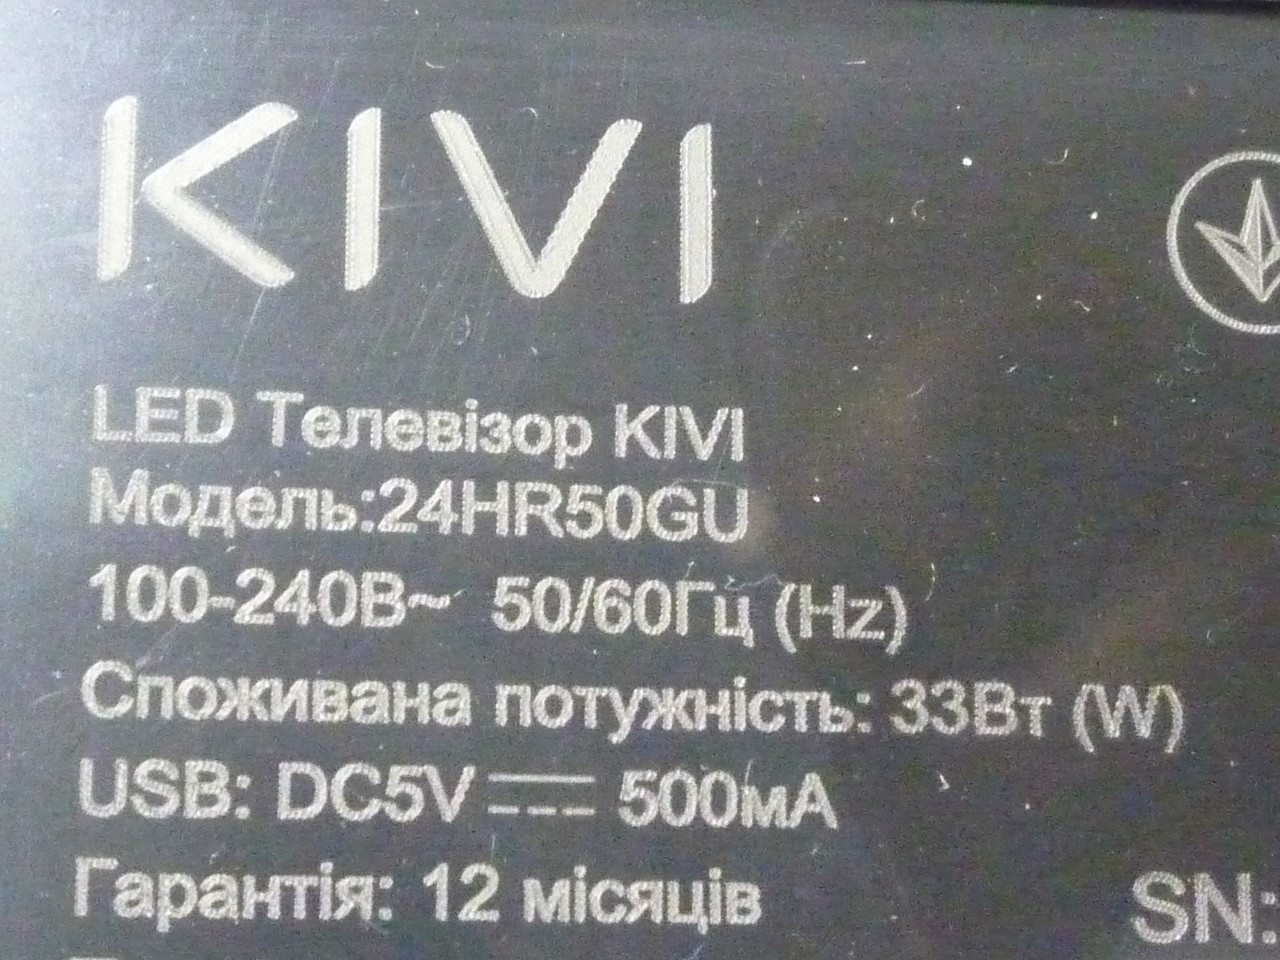 KIVI
LED Телевізор KIVI
Модель:24HR50GU
100-240В~ 50/60Гц (Hz)
Споживана потужність: 33Вт (W)
USB: DC5V 500мА
Гарантія: 12 місяців
SN: